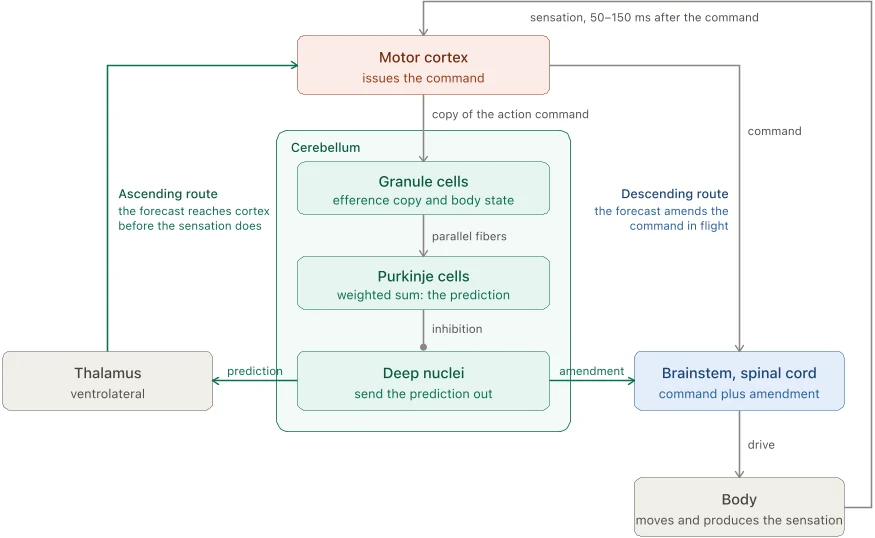 sensation, 50–150 ms after the command
Motor cortex
issues the command
copy of the action command
command
Cerebellum
Granule cells
efference copy and body state
Ascending route
the forecast reaches cortex
before the sensation does
Descending route
the forecast amends the
command in flight
parallel fibers
Purkinje cells
weighted sum: the prediction
inhibition
Thalamus
ventrolateral
prediction
Deep nuclei
send the prediction out
amendment
Brainstem, spinal cord
command plus amendment
drive
Body
moves and produces the sensation